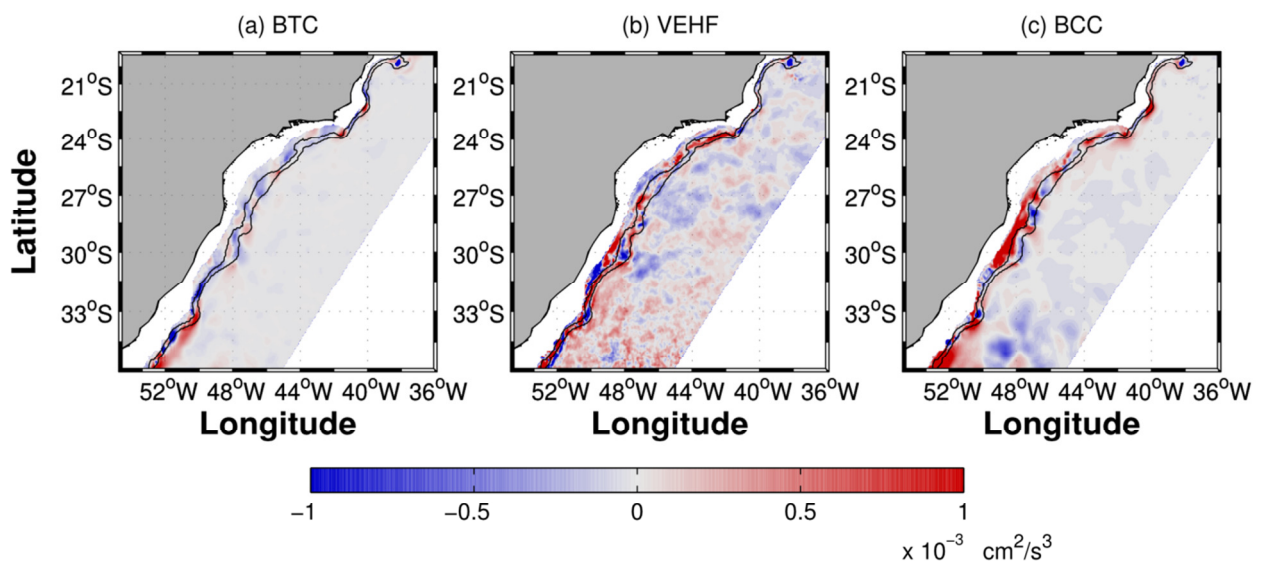 (a) BTC
(b) VEHF
(c) BCC
Latitude
21°S
24°S
27°S
30°S
33°S
21°S
24°S
27°S
30°S
33°S
21°S
24°S
27°S
30°S
33°S
52°W 48°W 44°W 40°W 36°W
52°W 48°W 44°W 40°W 36°W
52°W 48°W 44°W 40°W 36°W
Longitude
Longitude
Longitude
−1 −0.5 0 0.5 1
x 10⁻³ cm²/s³